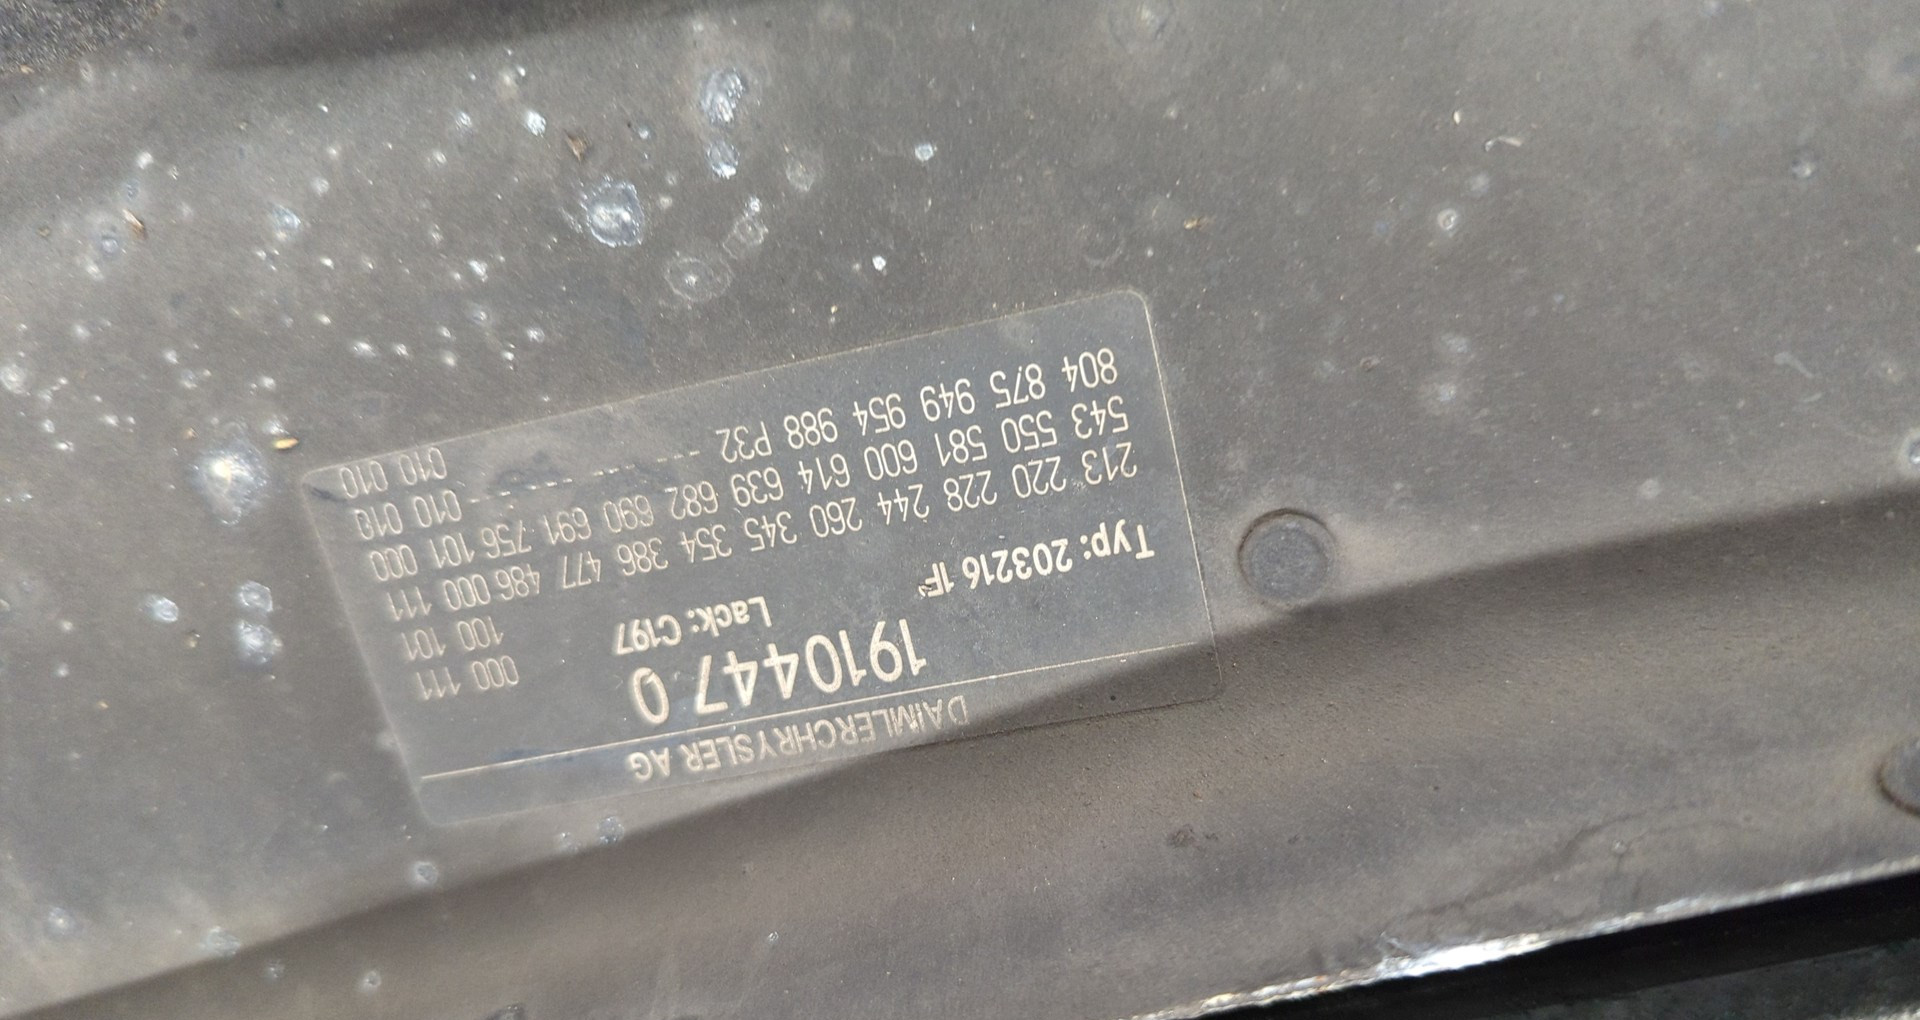 DAIMLERCHRYSLER AG
1910447 0 000 111
Typ: 203216 1F Lack: C197 100 101
213 220 228 244 260 345 354 386 477 486 000 111
543 550 581 600 614 639 682 690 691 756 101 000
804 875 949 954 988 P32 --- --- --- --- 010 010
010 010